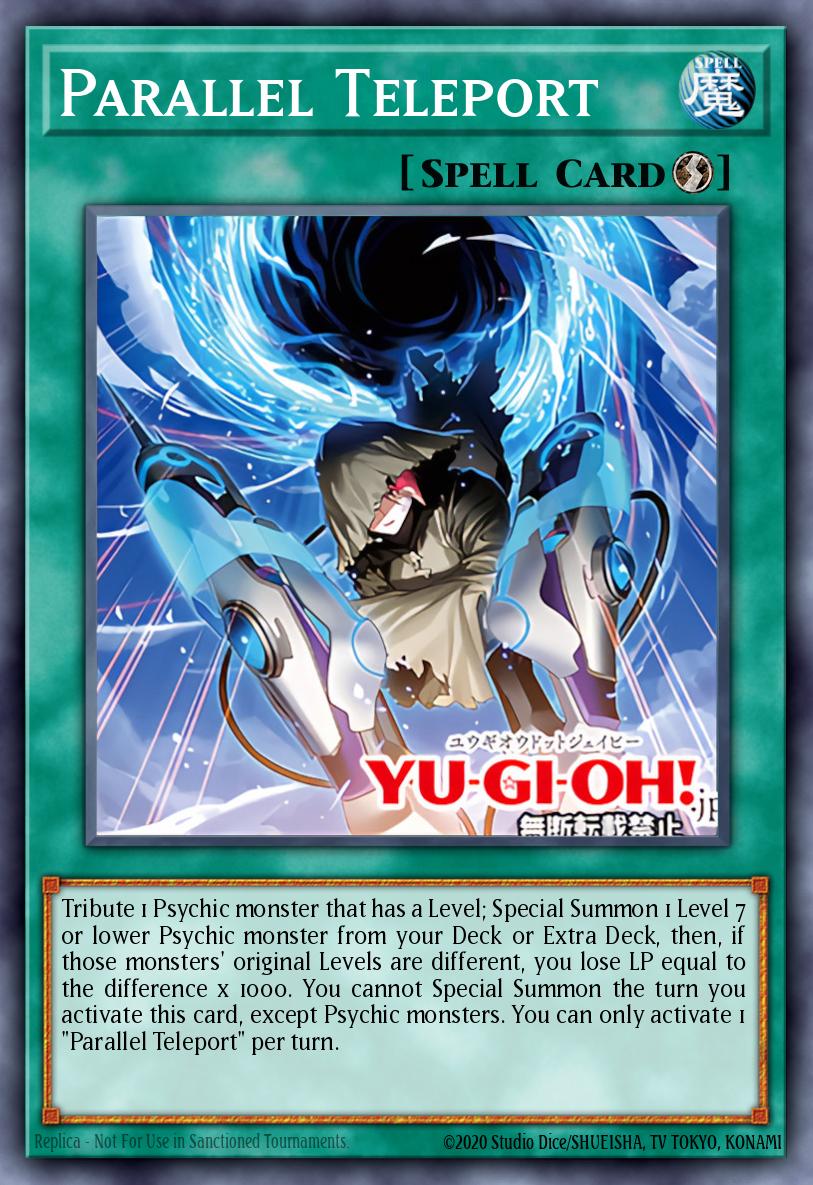 PARALLEL TELEPORT
SPELL
魔
[SPELL CARD]
ユウギオウドットジェイピー
YU-GI-OH!
.JP
無断転載禁止
Tribute 1 Psychic monster that has a Level; Special Summon 1 Level 7
or lower Psychic monster from your Deck or Extra Deck, then, if
those monsters' original Levels are different, you lose LP equal to
the difference x 1000. You cannot Special Summon the turn you
activate this card, except Psychic monsters. You can only activate 1
"Parallel Teleport" per turn.
Replica - Not For Use in Sanctioned Tournaments.
©2020 Studio Dice/SHUEISHA, TV TOKYO, KONAMI